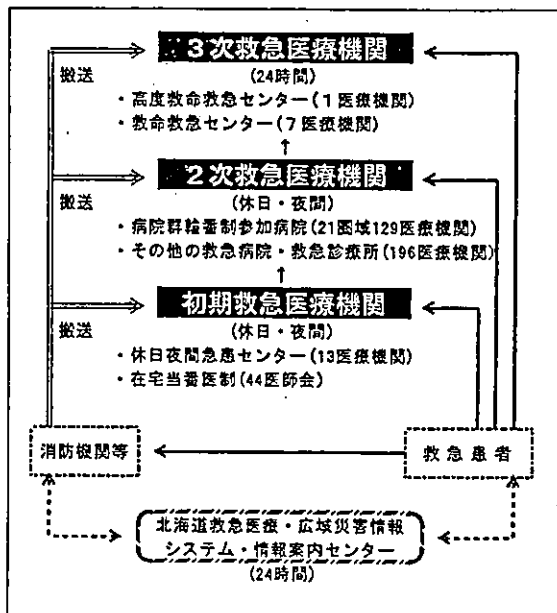 3次救急医療機関
搬送
(24時間)
・高度救命救急センター(1医療機関)
・救命救急センター(7医療機関)
↑
2次救急医療機関
搬送
(休日・夜間)
・病院群輪番制参加病院(21圏域129医療機関)
・その他の救急病院・救急診療所(196医療機関)
↑
初期救急医療機関
搬送
(休日・夜間)
・休日夜間急患センター(13医療機関)
・在宅当番医制(44医師会)
消防機関等
救急患者
北海道救急医療・広域災害情報
システム・情報案内センター
(24時間)